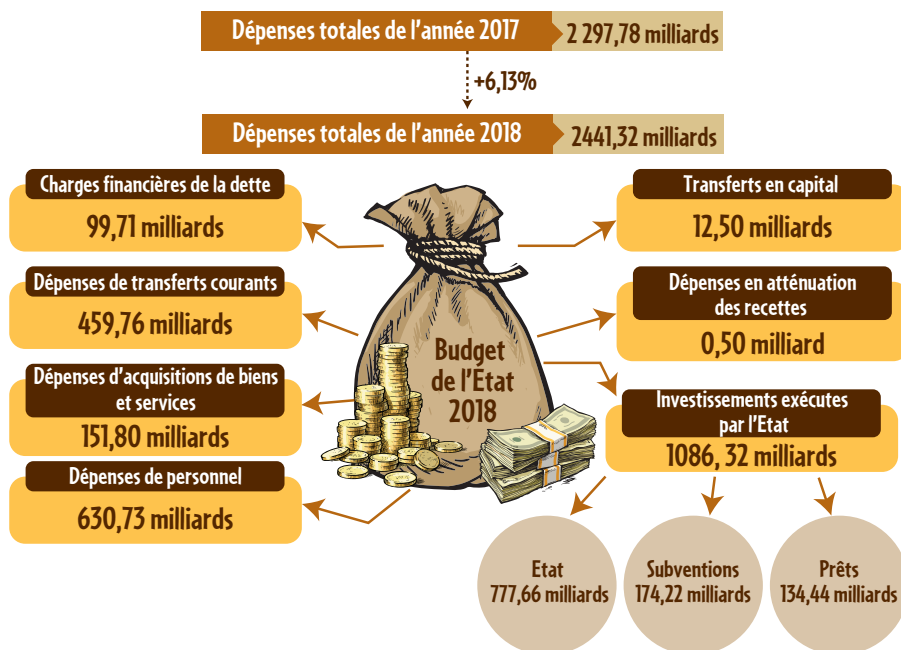 Dépenses totales de l'année 2017
2 297,78 milliards
+6,13%
Dépenses totales de l'année 2018
2441,32 milliards
Charges financières de la dette
99,71 milliards
Dépenses de transferts courants
459,76 milliards
Dépenses d'acquisitions de biens
et services
151,80 milliards
Dépenses de personnel
630,73 milliards
Budget
de l'État
2018
Transferts en capital
12,50 milliards
Dépenses en atténuation
des recettes
0,50 milliard
Investissements exécutes
par l'Etat
1086, 32 milliards
Etat
777,66 milliards
Subventions
174,22 milliards
Prêts
134,44 milliards